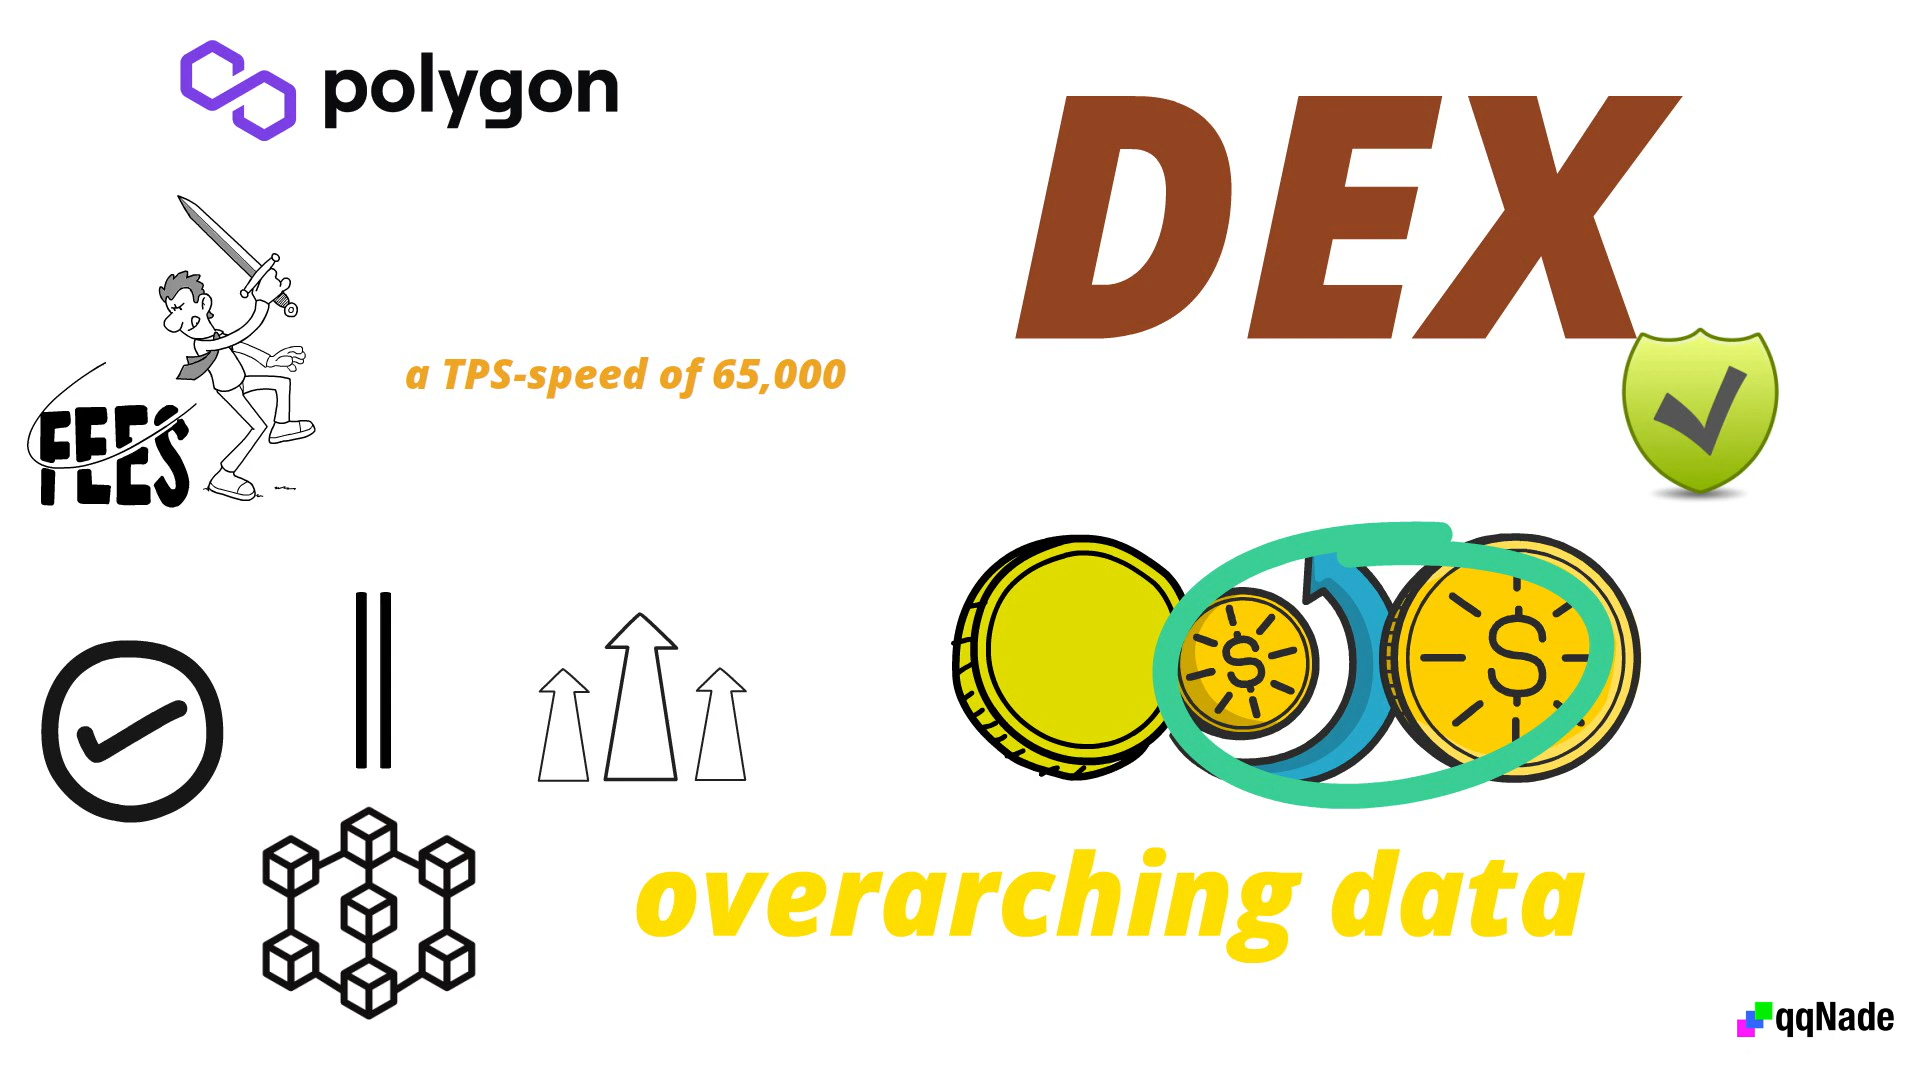 polygon
DEX
a TPS-speed of 65,000
FEES
$
$
overarching data
qqNade